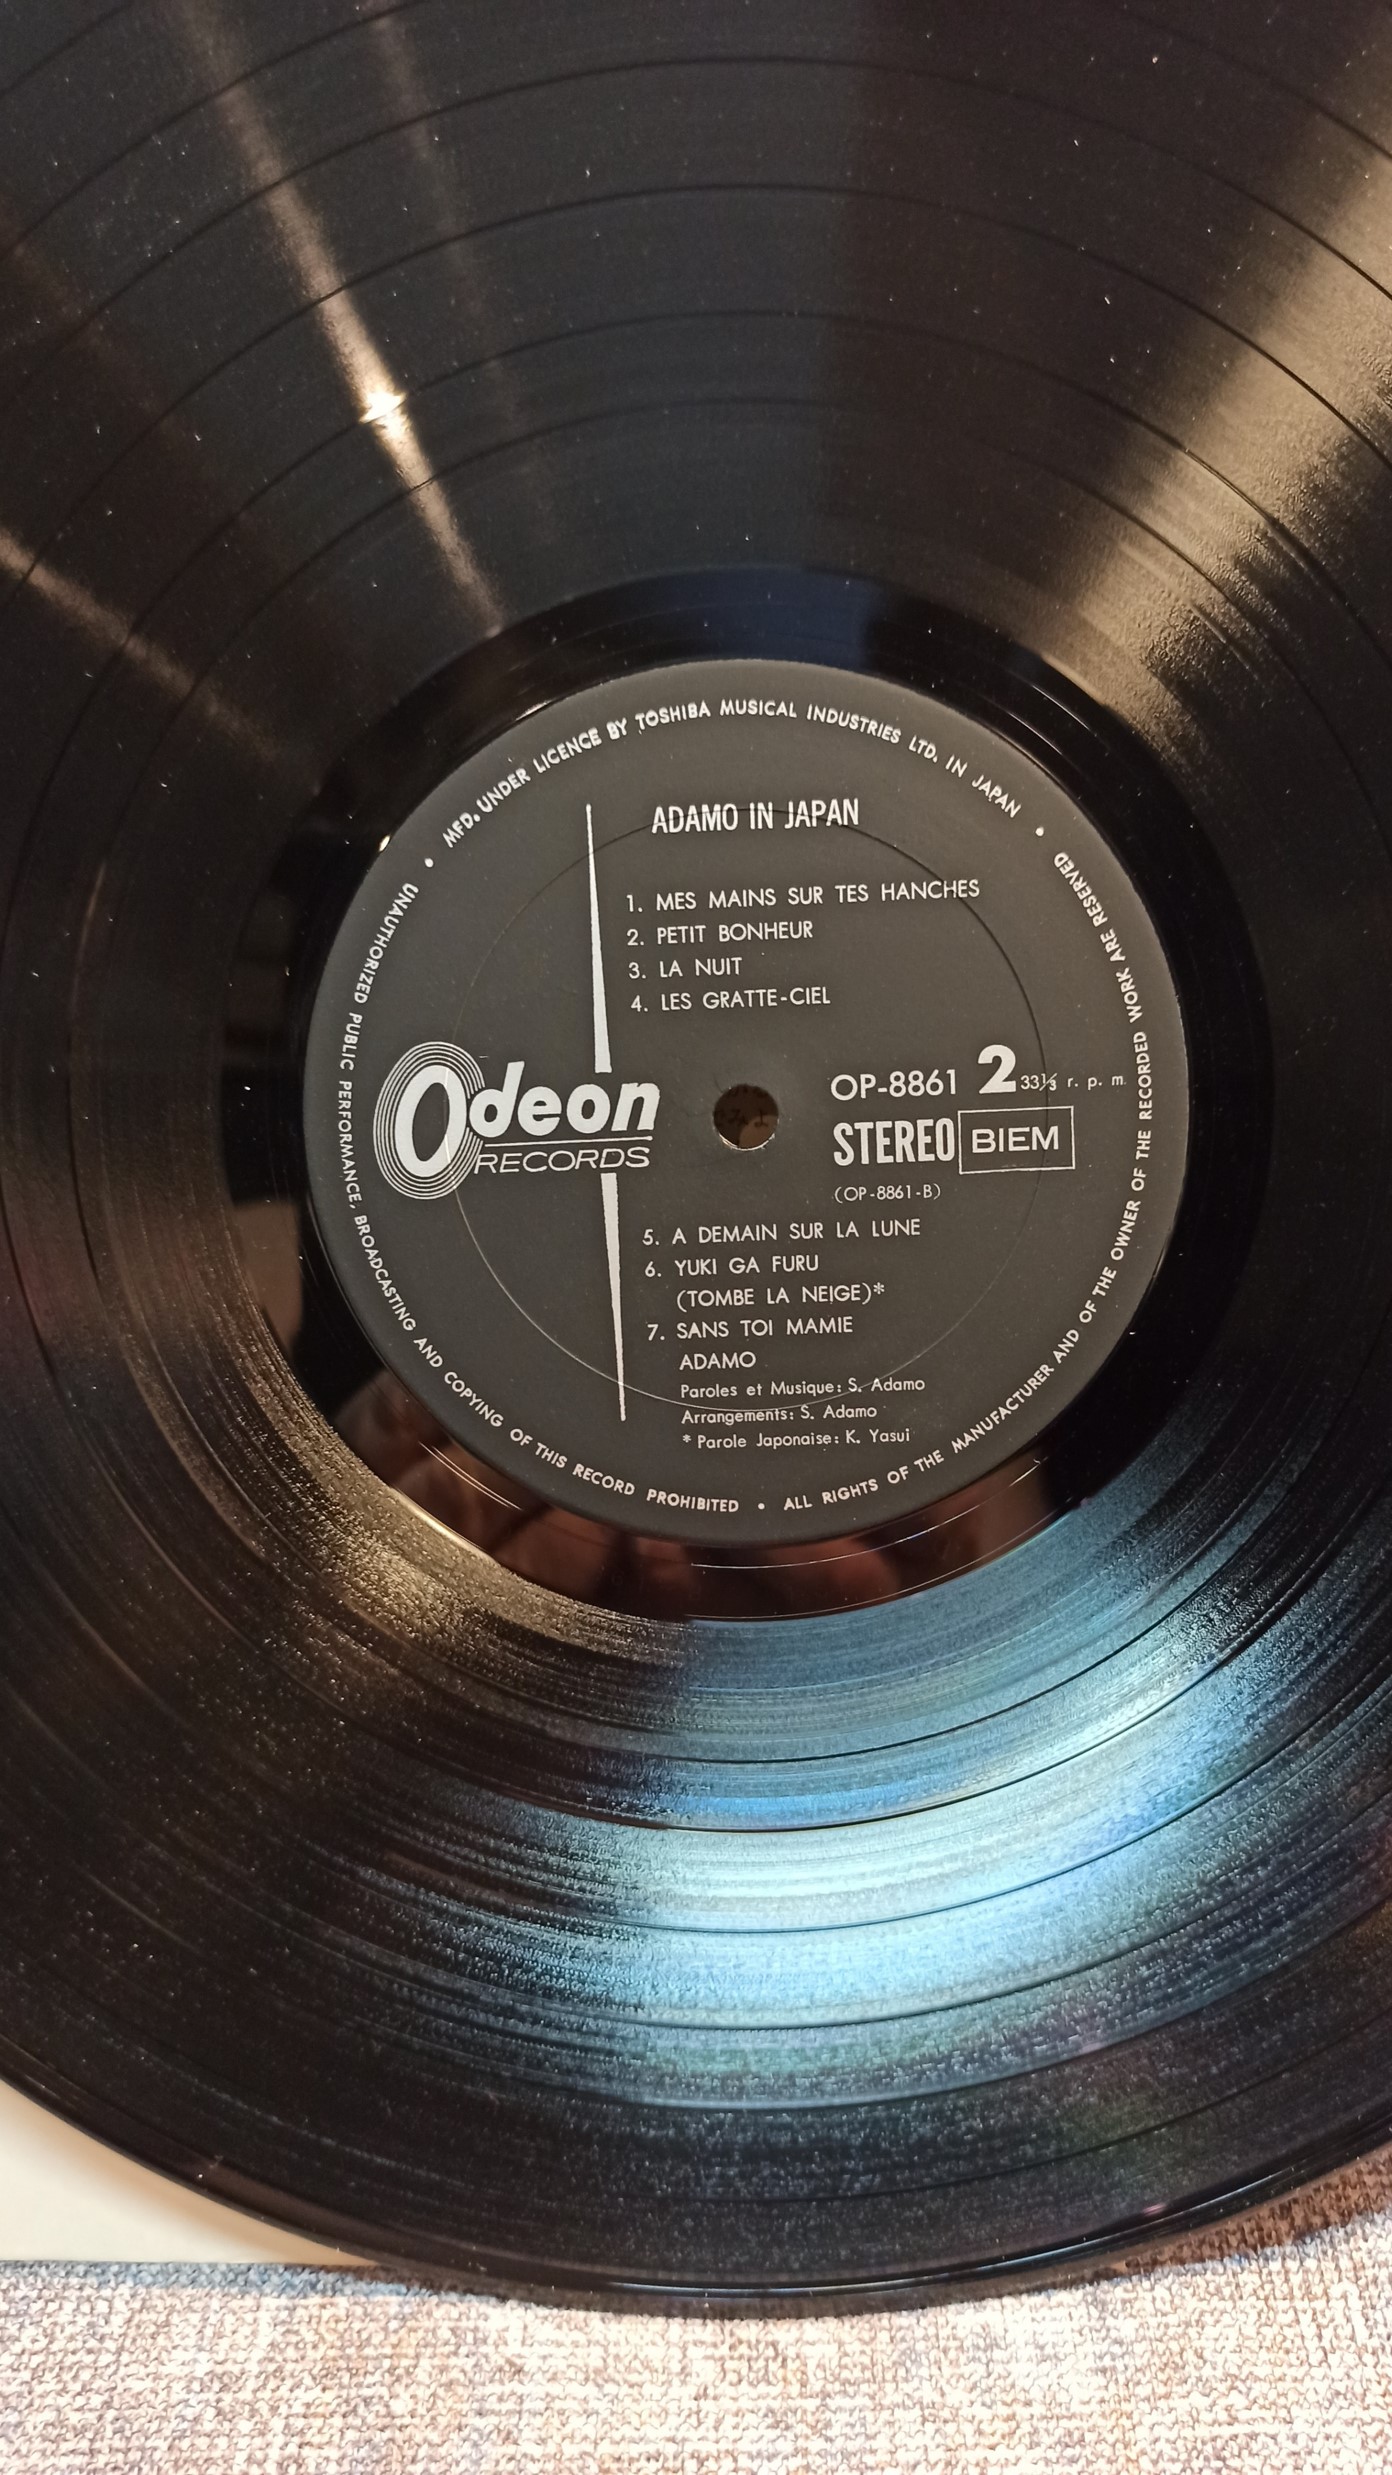 MFD. UNDER LICENCE BY TOSHIBA MUSICAL INDUSTRIES LTD. IN JAPAN •
ALL RIGHTS OF THE MANUFACTURER AND OF THE OWNER OF THE RECORDED WORK ARE RESERVED
UNAUTHORIZED PUBLIC PERFORMANCE, BROADCASTING AND COPYING OF THIS RECORD PROHIBITED •
ADAMO IN JAPAN
1. MES MAINS SUR TES HANCHES
2. PETIT BONHEUR
3. LA NUIT
4. LES GRATTE-CIEL
Odeon
RECORDS
OP-8861 2 33⅓ r. p. m.
STEREO BIEM
(OP-8861-B)
5. A DEMAIN SUR LA LUNE
6. YUKI GA FURU
(TOMBE LA NEIGE)*
7. SANS TOI MAMIE
ADAMO
Paroles et Musique: S. Adamo
Arrangements: S. Adamo
* Parole Japonaise: K. Yasui